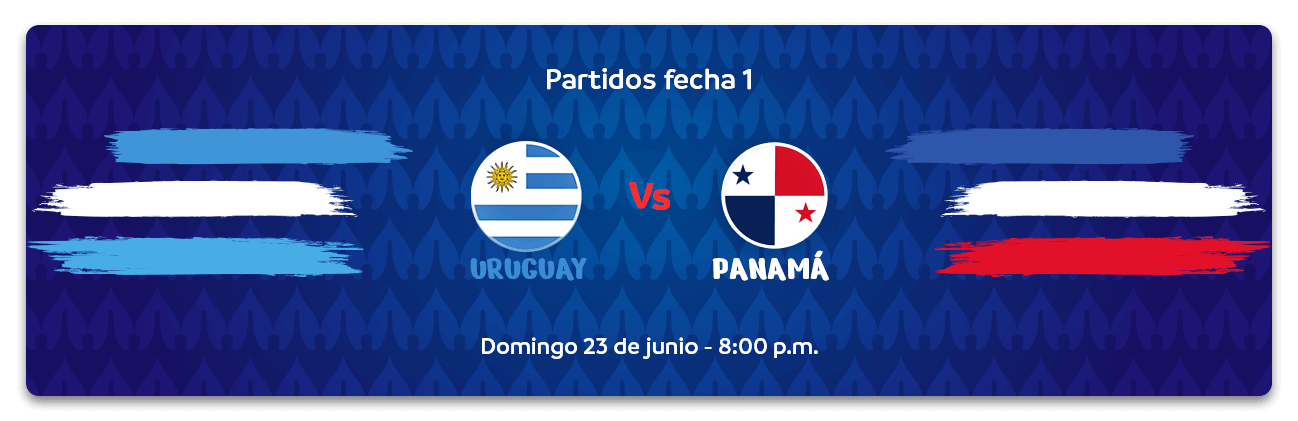 Partidos fecha 1
Vs
URUGUAY
PANAMÁ
Domingo 23 de junio - 8:00 p.m.